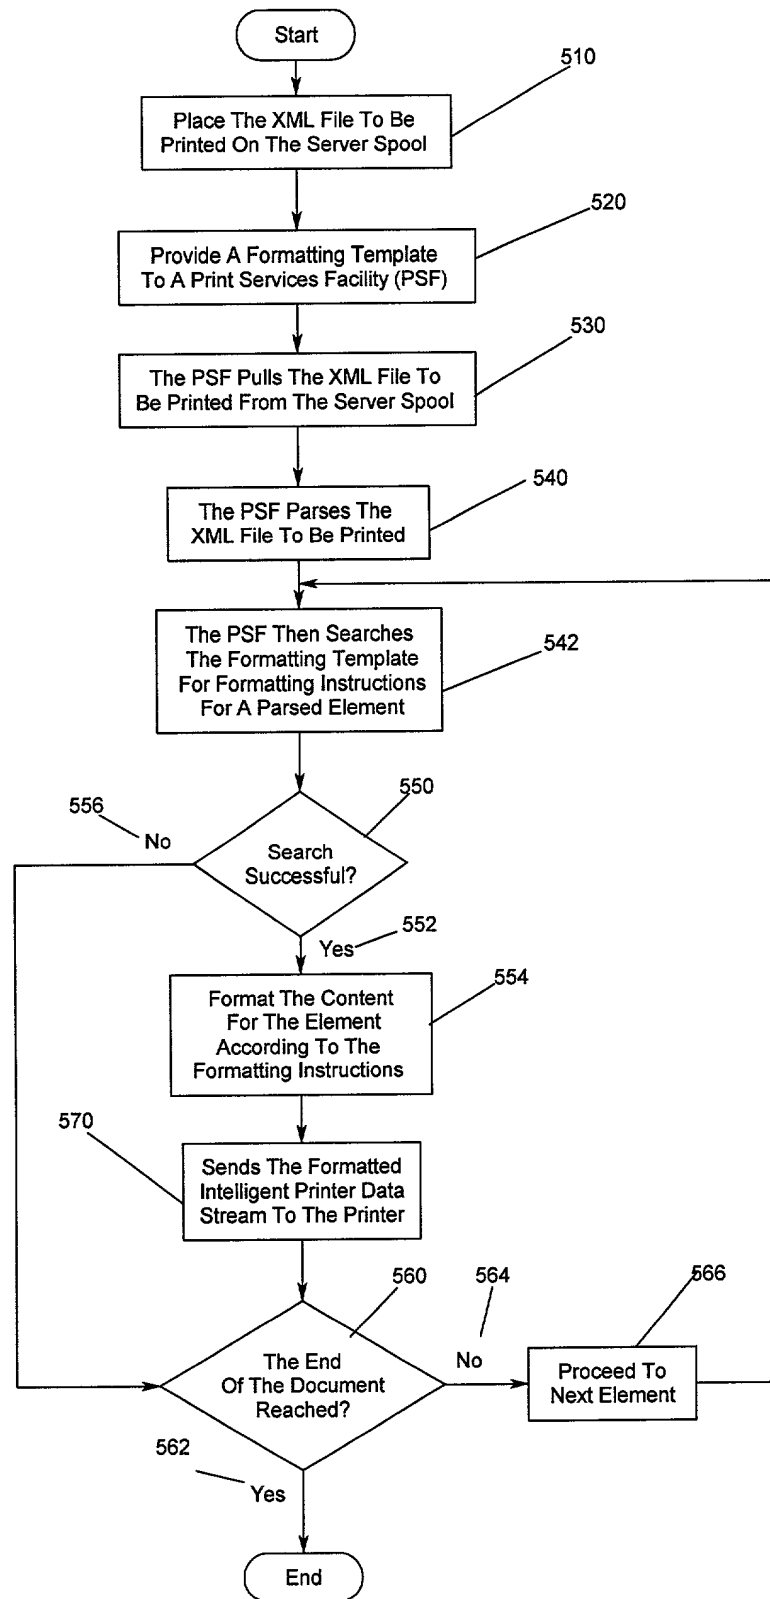 Start
510
Place The XML File To Be
Printed On The Server Spool
520
Provide A Formatting Template
To A Print Services Facility (PSF)
530
The PSF Pulls The XML File To
Be Printed From The Server Spool
540
The PSF Parses The
XML File To Be Printed
The PSF Then Searches
The Formatting Template
For Formatting Instructions
For A Parsed Element
542
550
556
No
Search
Successful?
552
Yes
554
Format The Content
For The Element
According To The
Formatting Instructions
570
Sends The Formatted
Intelligent Printer Data
Stream To The Printer
560
564
566
No
The End
Of The Document
Reached?
Proceed To
Next Element
562
Yes
End